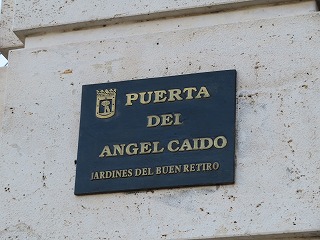 PUERTA
DEl
ANGEL CAIDO
JARDINES DEL BUEN RETIRO